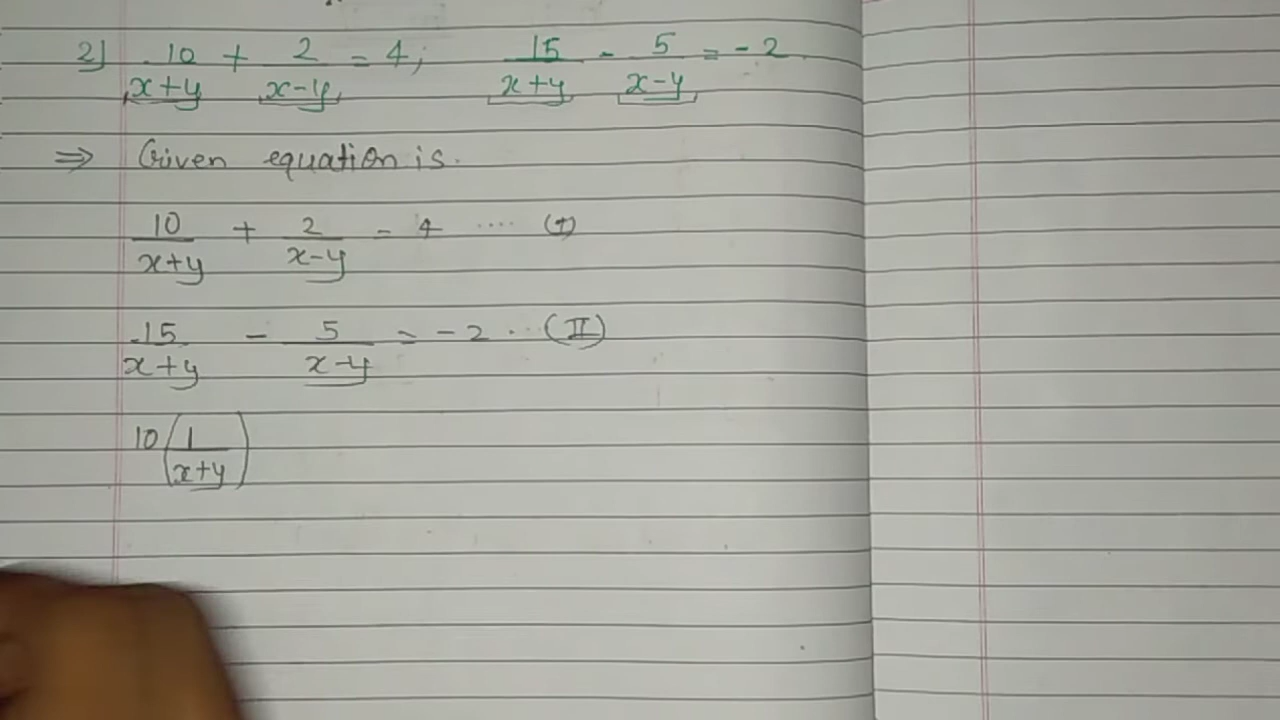 2) 10/(x+y) + 2/(x-y) = 4; 15/(x+y) - 5/(x-y) = -2
⇒ Given equation is.
10/(x+y) + 2/(x-y) = 4 .... (I)
15/(x+y) - 5/(x-y) = -2 ... (II)
10(1/(x+y))